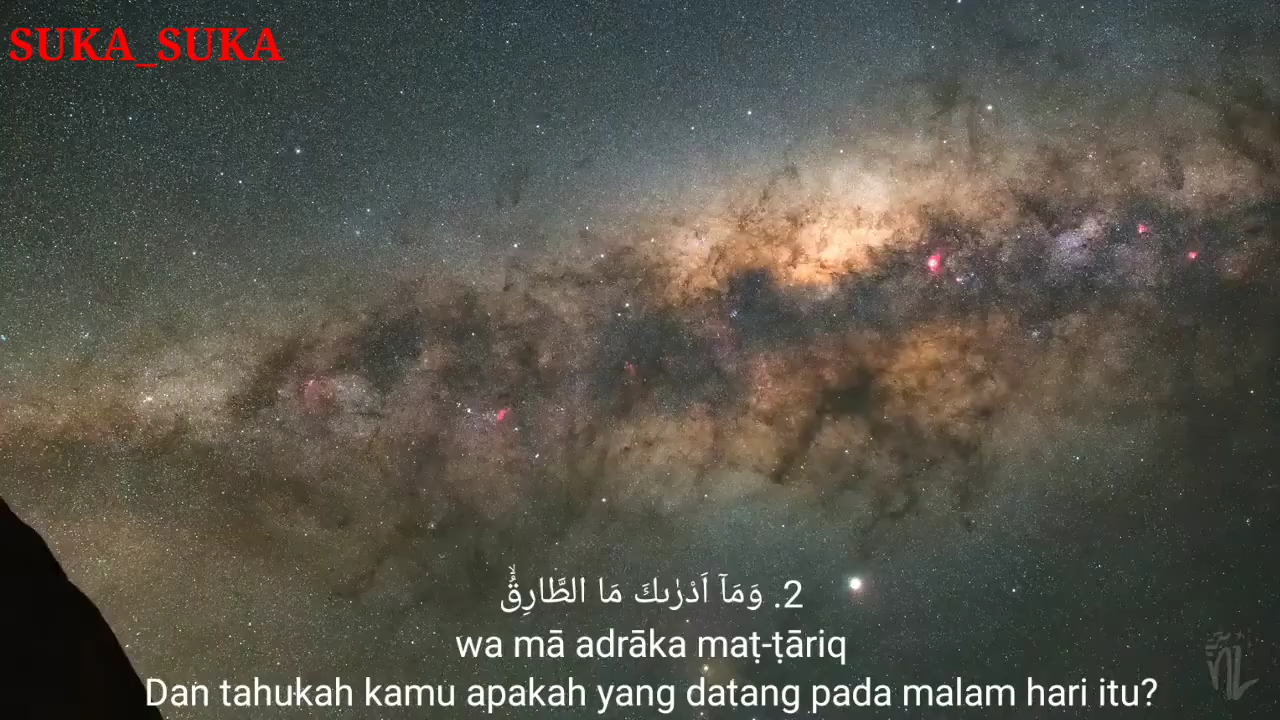 SUKA_SUKA
2. وَمَآ اَدْرٰىكَ مَا الطَّارِقُۙ
wa mā adrāka maṭ-ṭāriq
Dan tahukah kamu apakah yang datang pada malam hari itu?